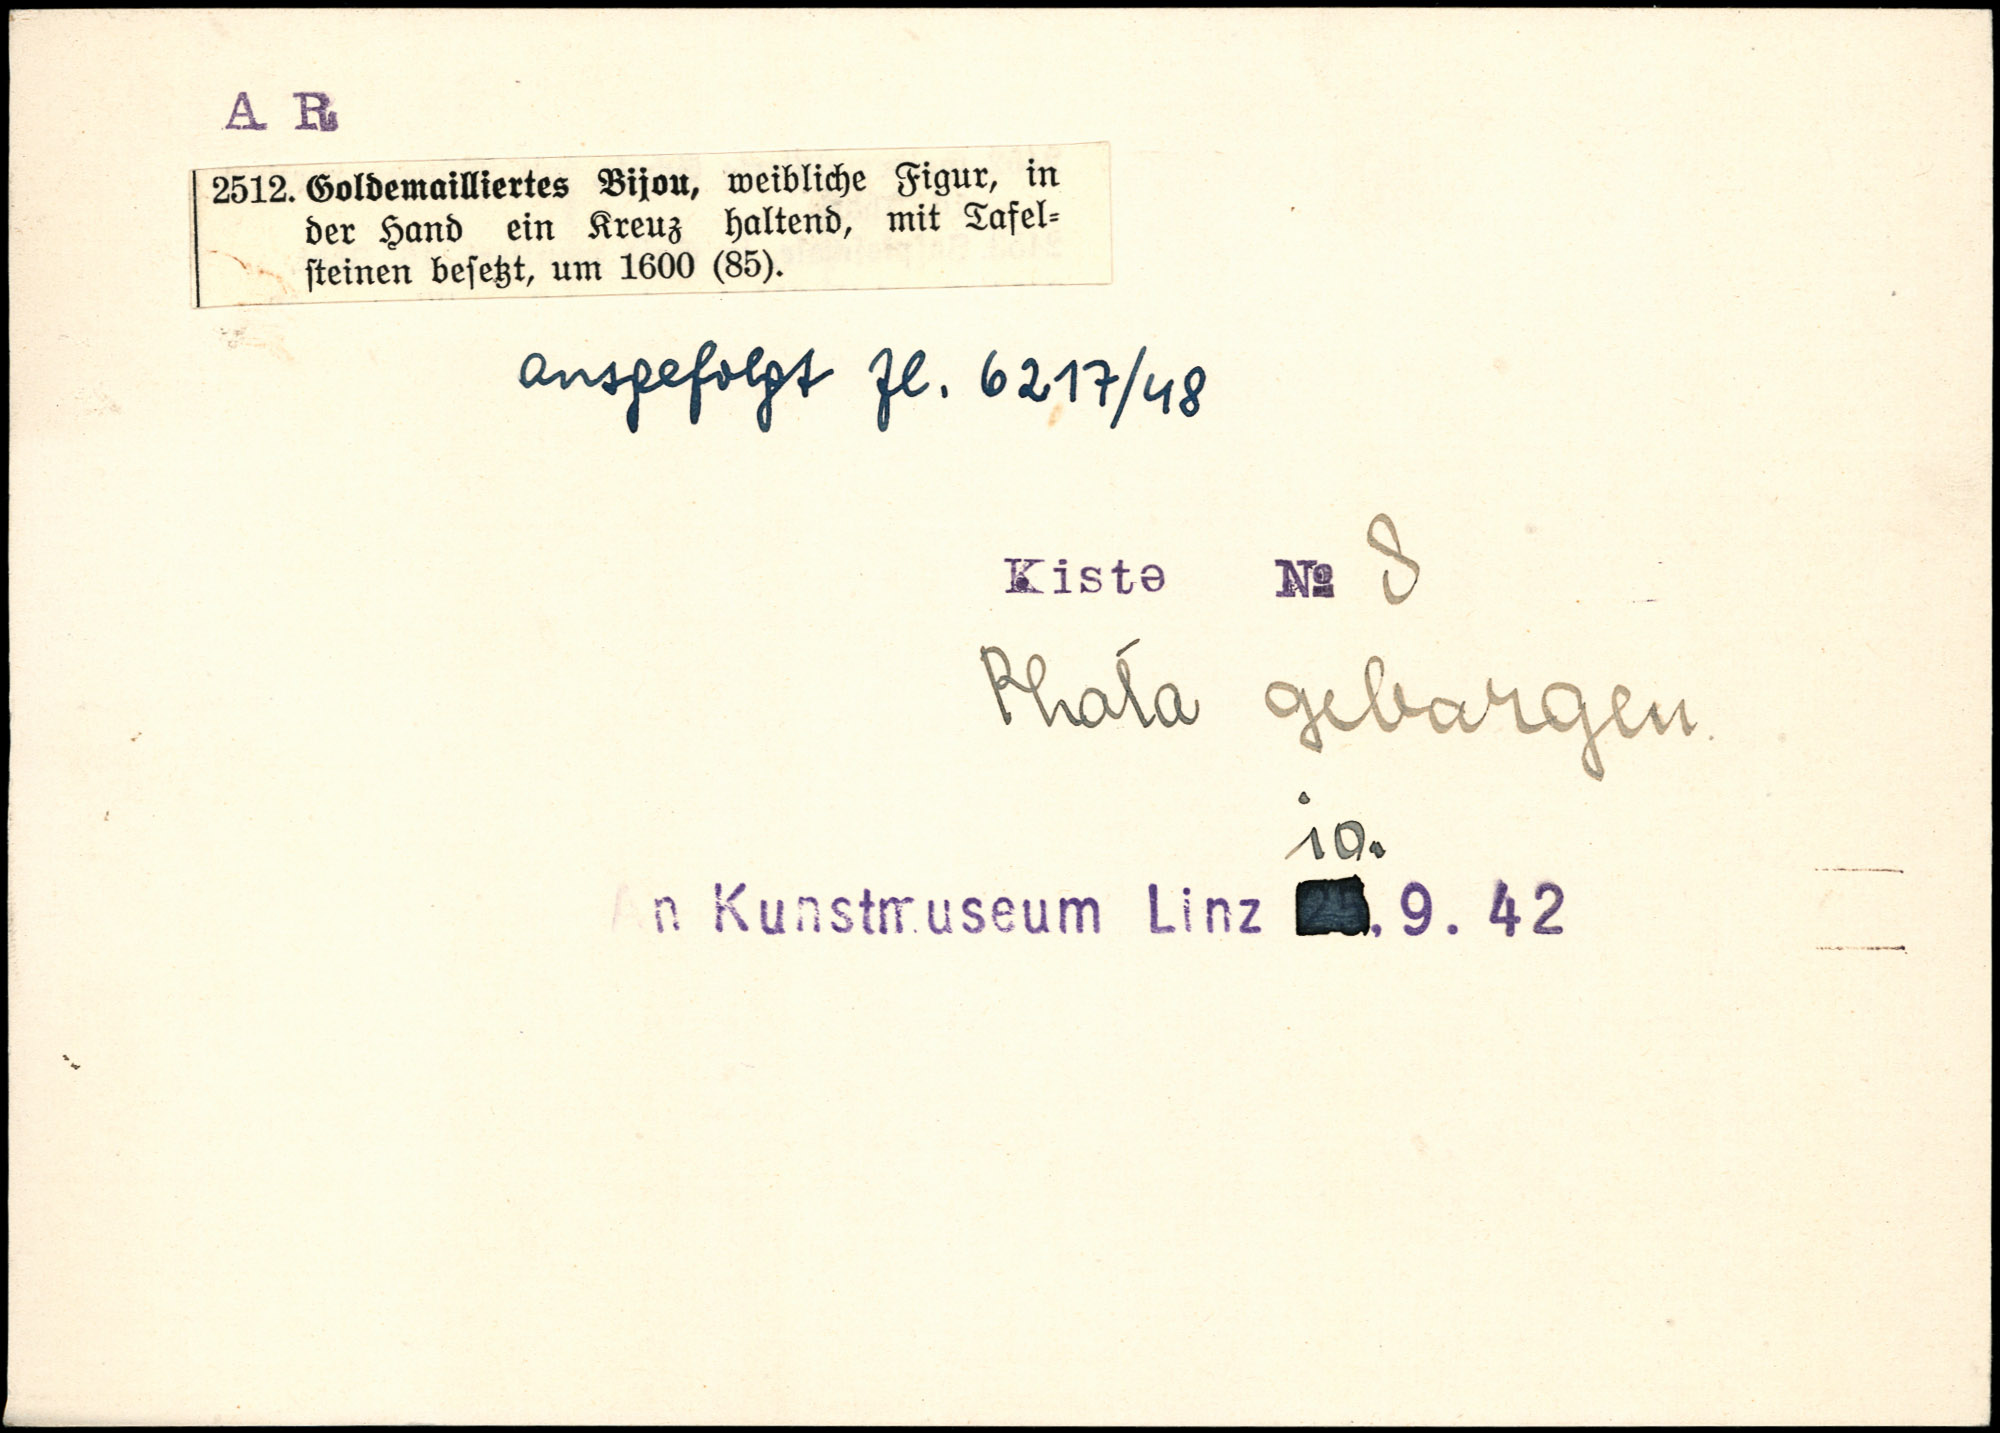 A R
2512. Goldemailliertes Bijou, weibliche Figur, in
der Hand ein Kreuz haltend, mit Tafel-
steinen besetzt, um 1600 (85).
ausgefolgt Zl. 6217/48
Kiste № 8
gebargen.
10.
An Kunstmuseum Linz . 9. 42